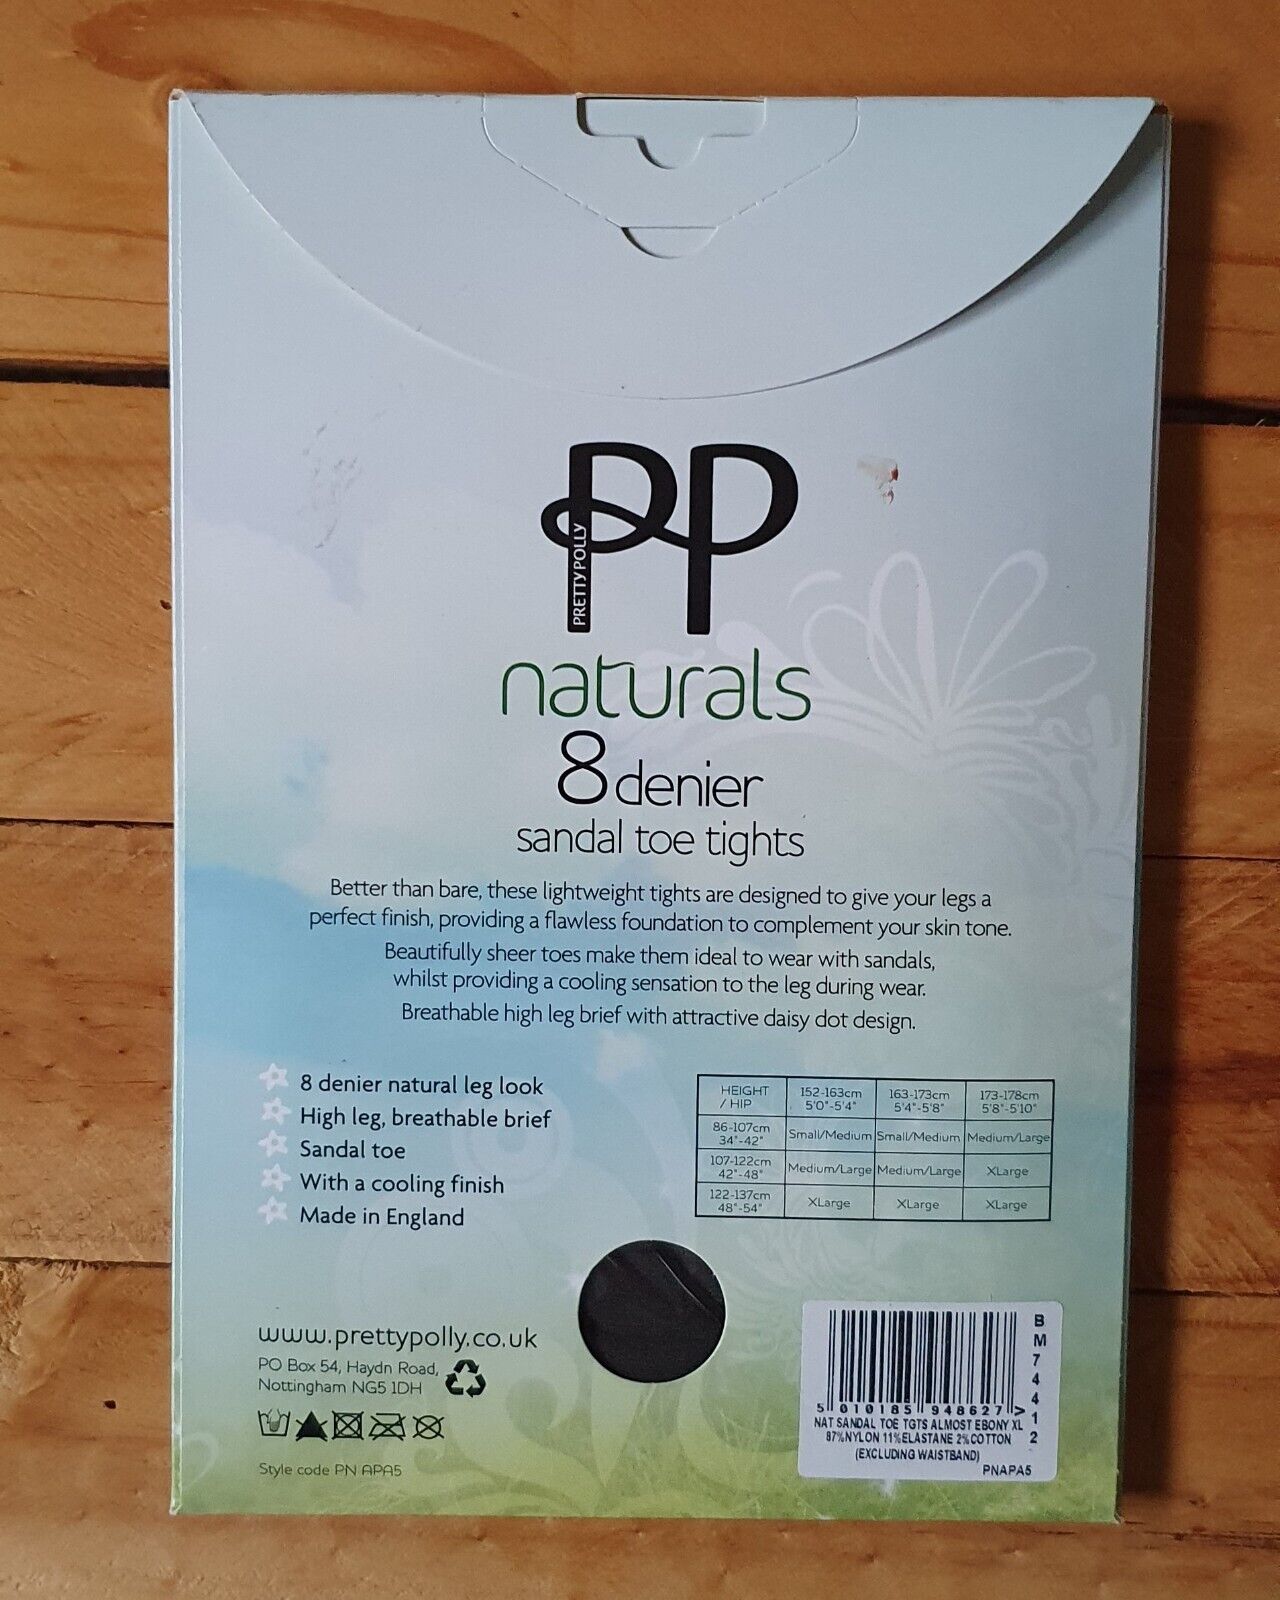 PP
PRETTY POLLY
naturals
8 denier
sandal toe tights
Better than bare, these lightweight tights are designed to give your legs a
perfect finish, providing a flawless foundation to complement your skin tone.
Beautifully sheer toes make them ideal to wear with sandals,
whilst providing a cooling sensation to the leg during wear.
Breathable high leg brief with attractive daisy dot design.
8 denier natural leg look
High leg, breathable brief
Sandal toe
With a cooling finish
Made in England
HEIGHT / HIP 152-163cm 5'0"-5'4" 163-173cm 5'4"-5'8" 173-178cm 5'8"-5'10"
86-107cm 34"-42" Small/Medium Small/Medium Medium/Large
107-122cm 42"-48" Medium/Large Medium/Large XLarge
122-137cm 48"-54" XLarge XLarge XLarge
www.prettypolly.co.uk
PO Box 54, Haydn Road,
Nottingham NG5 1DH
Style code PN APA5
BM74412
5 010185 948627 >
NAT SANDAL TOE TGTS ALMOST EBONY XL
87%NYLON 11%ELASTANE 2%COTTON
(EXCLUDING WAISTBAND)
PNAPA5